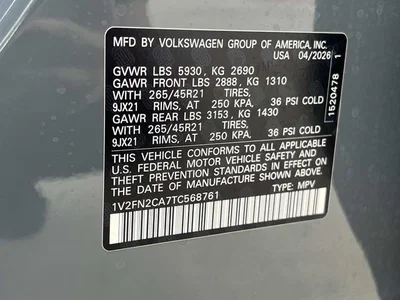 MFD BY VOLKSWAGEN GROUP OF AMERICA, INC.
USA 04/2026
GVWR LBS 5930, KG 2690
GAWR FRONT LBS 2888, KG 1310
WITH 265/45R21 TIRES,
9JX21 RIMS, AT 250 KPA, 36 PSI COLD
GAWR REAR LBS 3153, KG 1430
WITH 265/45R21 TIRES,
9JX21 RIMS, AT 250 KPA, 36 PSI COLD
THIS VEHICLE CONFORMS TO ALL APPLICABLE
U.S. FEDERAL MOTOR VEHICLE SAFETY, BUMPER, AND
THEFT PREVENTION STANDARDS IN EFFECT ON THE
DATE OF MANUFACTURE SHOWN ABOVE.
1V2FN2CA7TC568761 TYPE: MPV
1520478 1